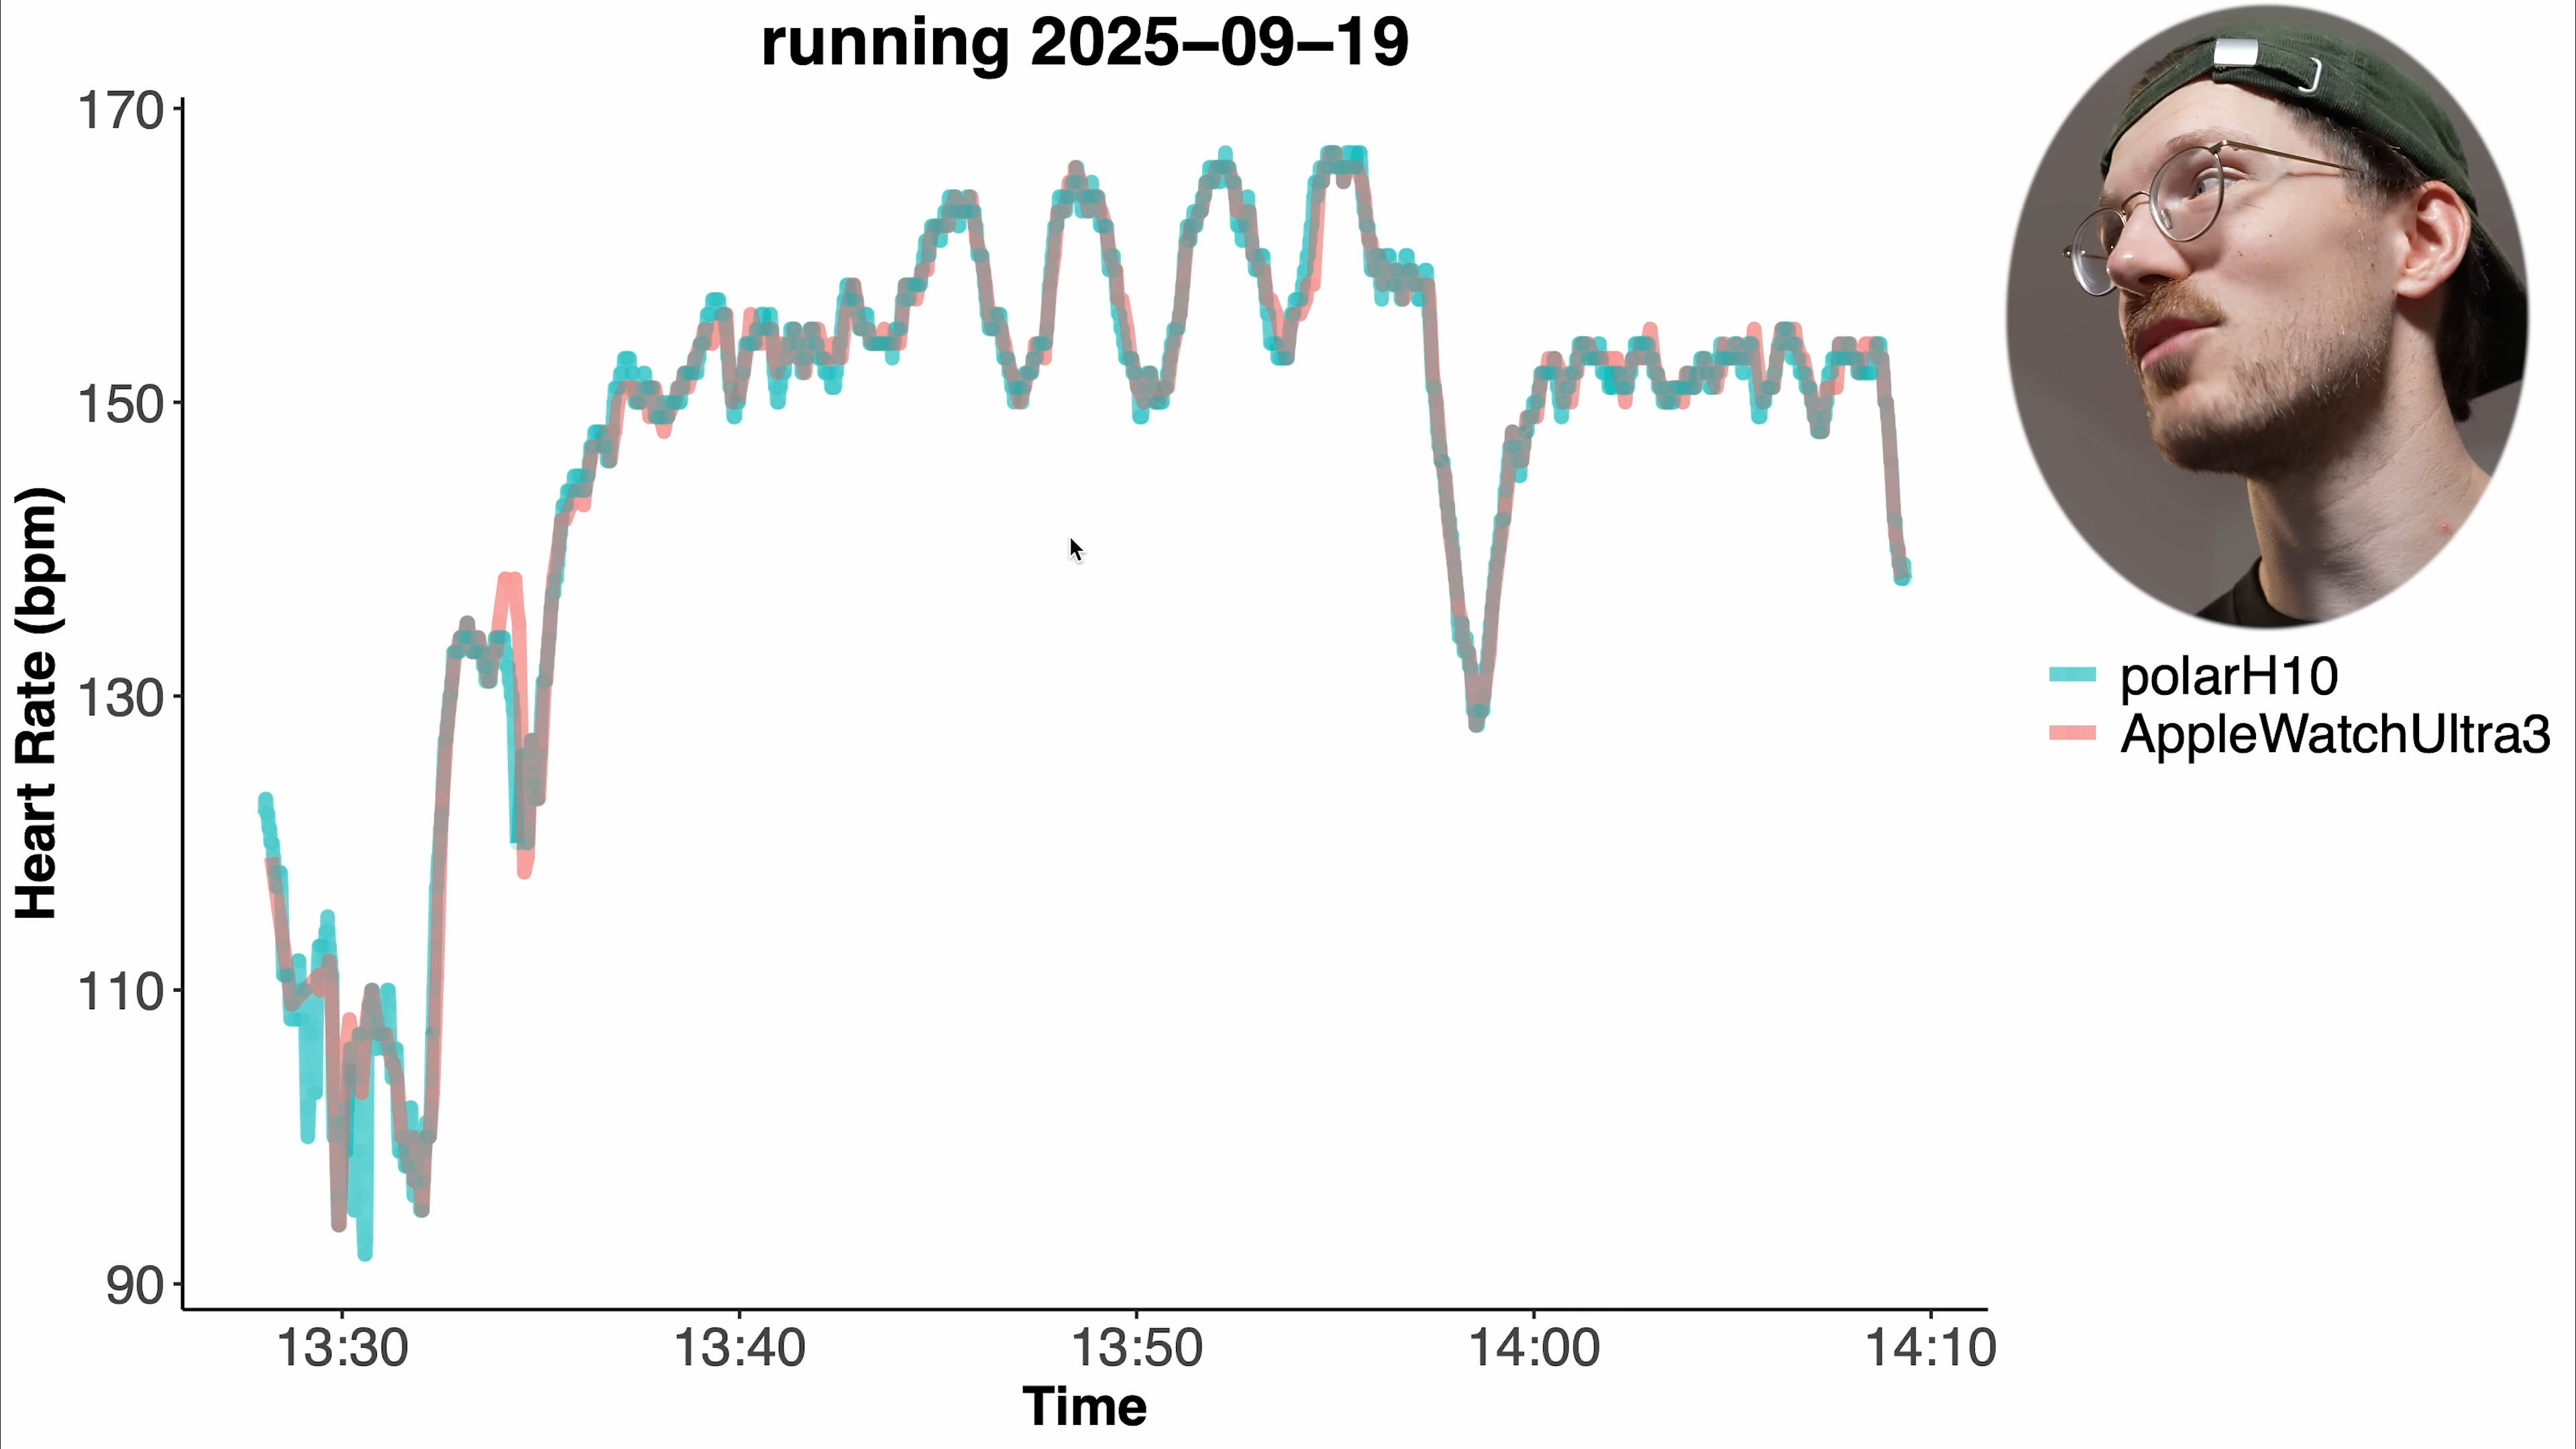 running 2025–09–19
170
150
130
110
90
Heart Rate (bpm)
13:30
13:40
13:50
14:00
14:10
Time
polarH10
AppleWatchUltra3